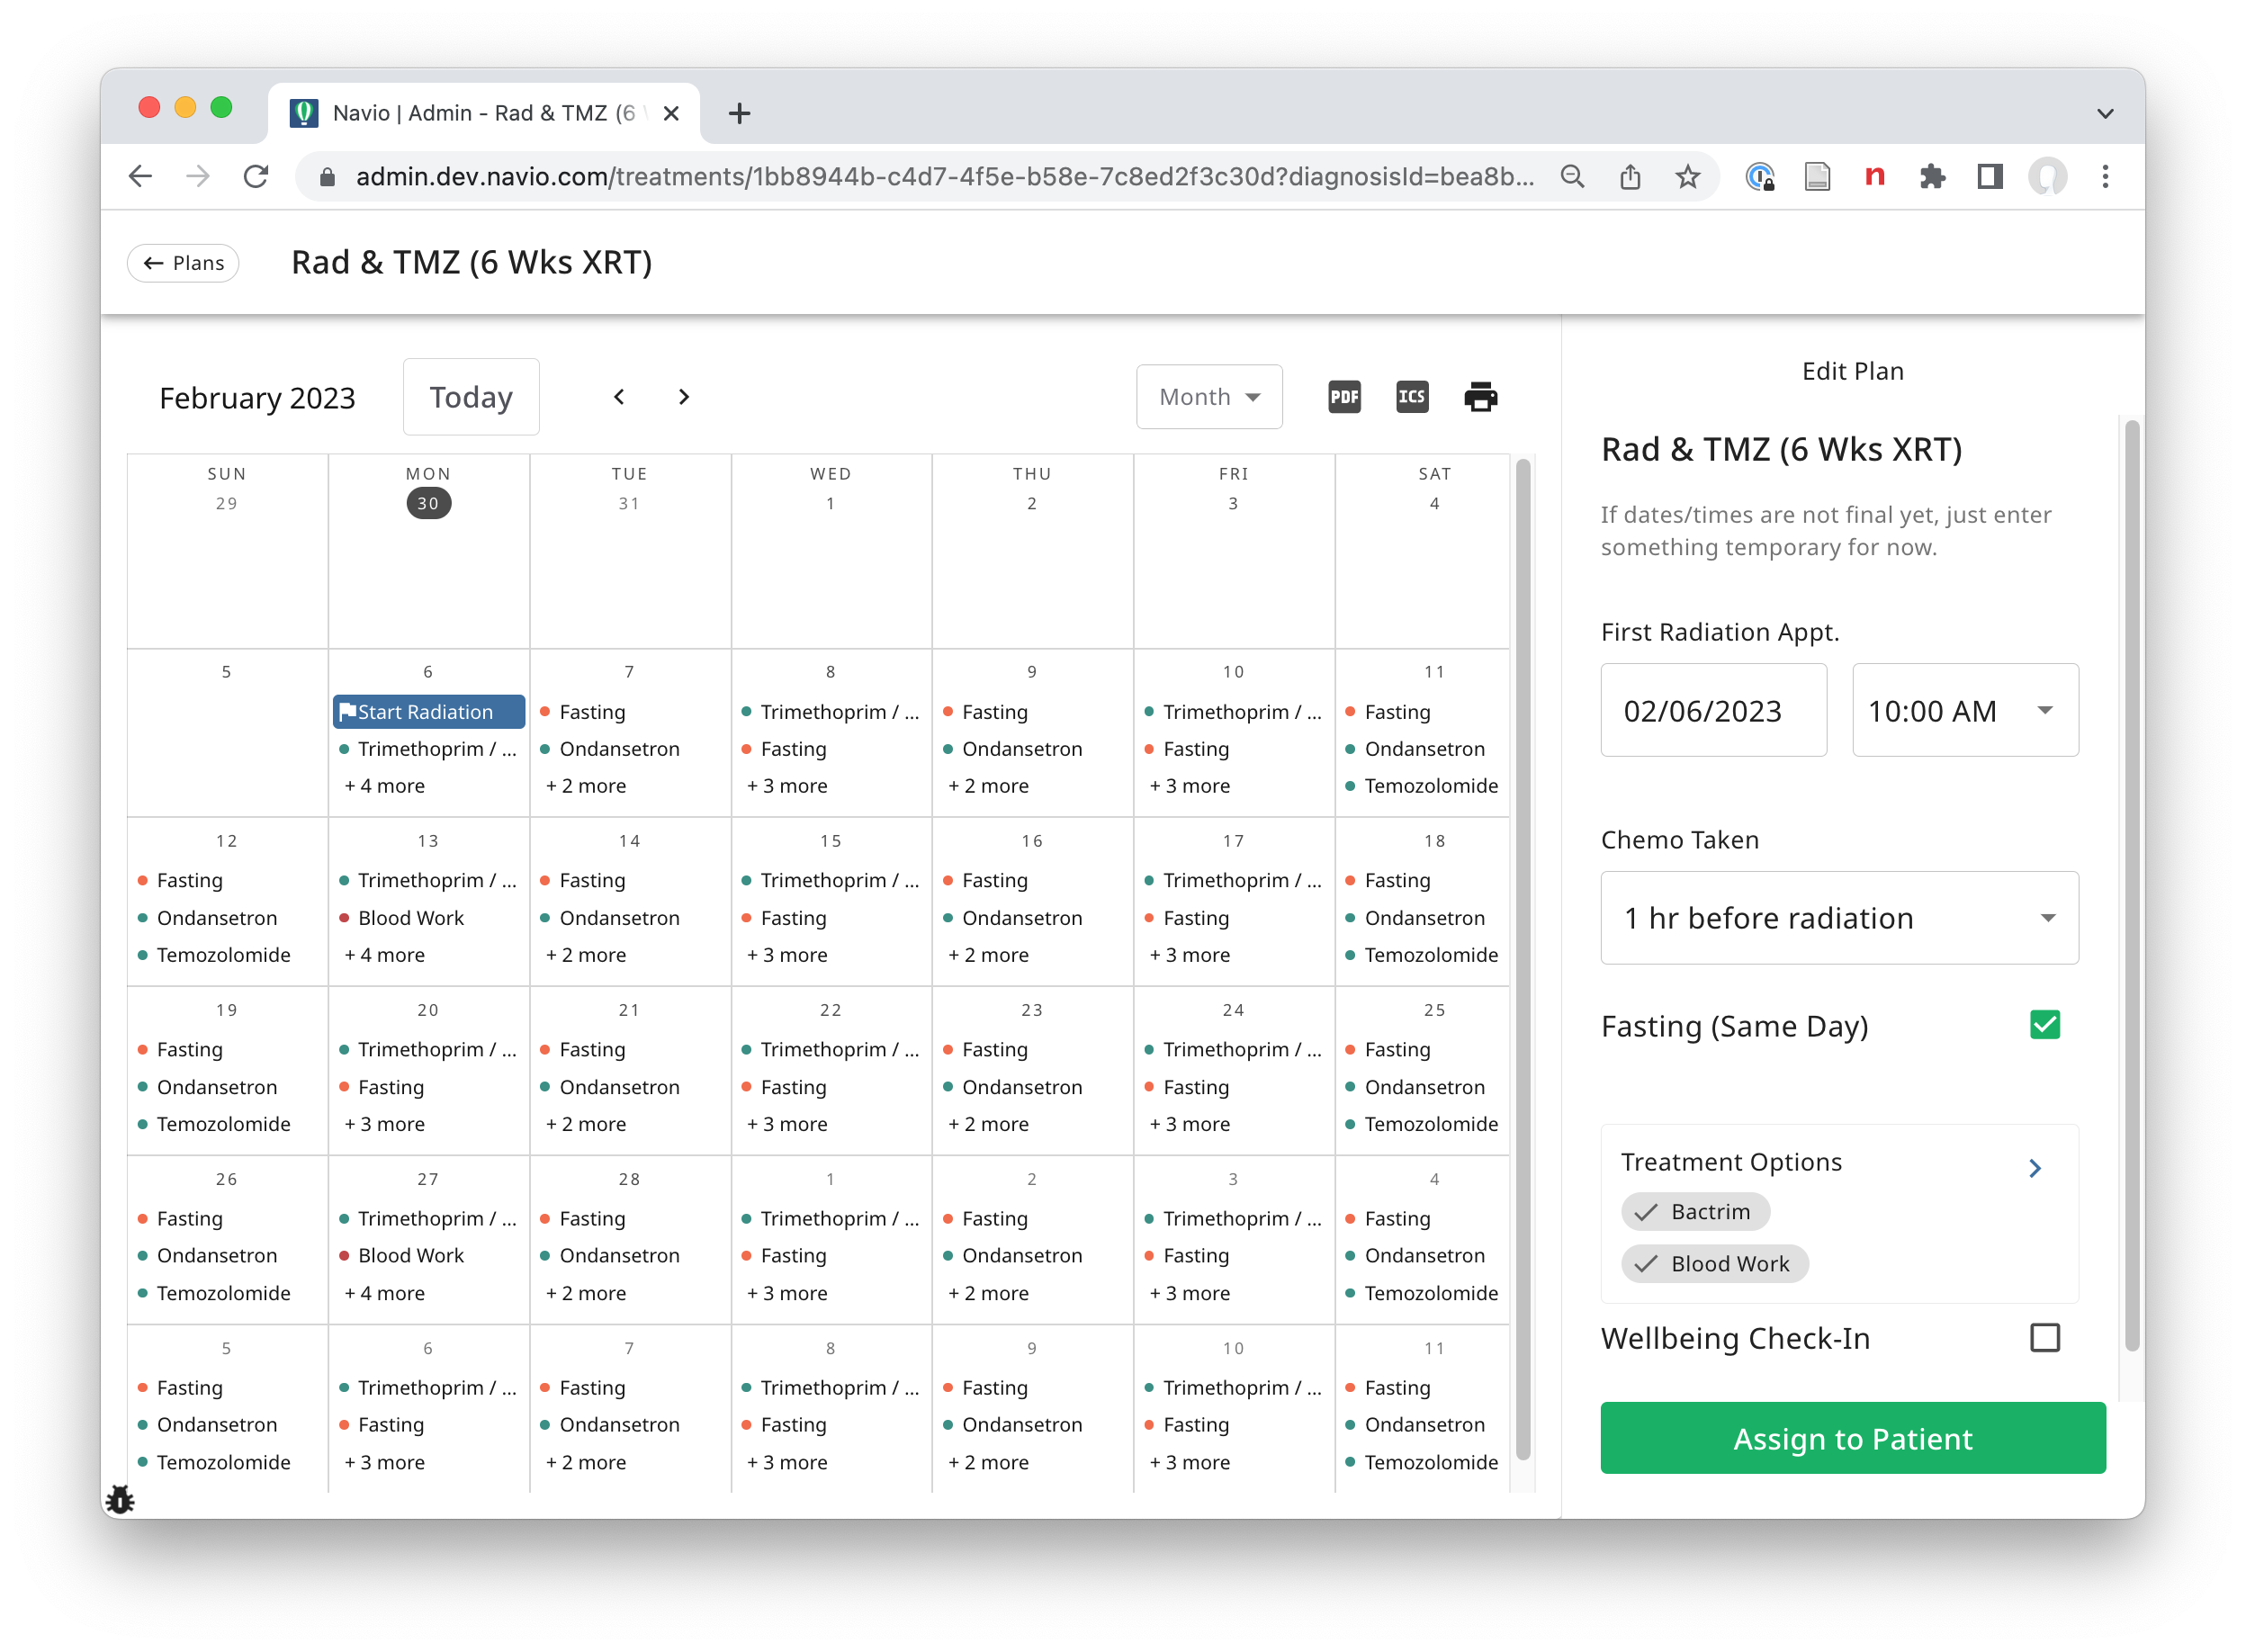 Navio | Admin - Rad & TMZ (6
admin.dev.navio.com/treatments/1bb8944b-c4d7-4f5e-b58e-7c8ed2f3c30d?diagnosisId=bea8b...
n
Plans
Rad & TMZ (6 Wks XRT)
February 2023
Today
Month
PDF
ICS
SUN MON TUE WED THU FRI SAT
29 30 31 1 2 3 4
5 6 7 8 9 10 11
Start Radiation Fasting Trimethoprim / ... Fasting Trimethoprim / ... Fasting
Trimethoprim / ... Ondansetron Fasting Ondansetron Fasting Ondansetron
+ 4 more + 2 more + 3 more + 2 more + 3 more Temozolomide
12 13 14 15 16 17 18
Fasting Trimethoprim / ... Fasting Trimethoprim / ... Fasting Trimethoprim / ... Fasting
Ondansetron Blood Work Ondansetron Fasting Ondansetron Fasting Ondansetron
Temozolomide + 4 more + 2 more + 3 more + 2 more + 3 more Temozolomide
19 20 21 22 23 24 25
Fasting Trimethoprim / ... Fasting Trimethoprim / ... Fasting Trimethoprim / ... Fasting
Ondansetron Fasting Ondansetron Fasting Ondansetron Fasting Ondansetron
Temozolomide + 3 more + 2 more + 3 more + 2 more + 3 more Temozolomide
26 27 28 1 2 3 4
Fasting Trimethoprim / ... Fasting Trimethoprim / ... Fasting Trimethoprim / ... Fasting
Ondansetron Blood Work Ondansetron Fasting Ondansetron Fasting Ondansetron
Temozolomide + 4 more + 2 more + 3 more + 2 more + 3 more Temozolomide
5 6 7 8 9 10 11
Fasting Trimethoprim / ... Fasting Trimethoprim / ... Fasting Trimethoprim / ... Fasting
Ondansetron Fasting Ondansetron Fasting Ondansetron Fasting Ondansetron
Temozolomide + 3 more + 2 more + 3 more + 2 more + 3 more Temozolomide
Edit Plan
Rad & TMZ (6 Wks XRT)
If dates/times are not final yet, just enter
something temporary for now.
First Radiation Appt.
02/06/2023 10:00 AM
Chemo Taken
1 hr before radiation
Fasting (Same Day)
Treatment Options
Bactrim
Blood Work
Wellbeing Check-In
Assign to Patient